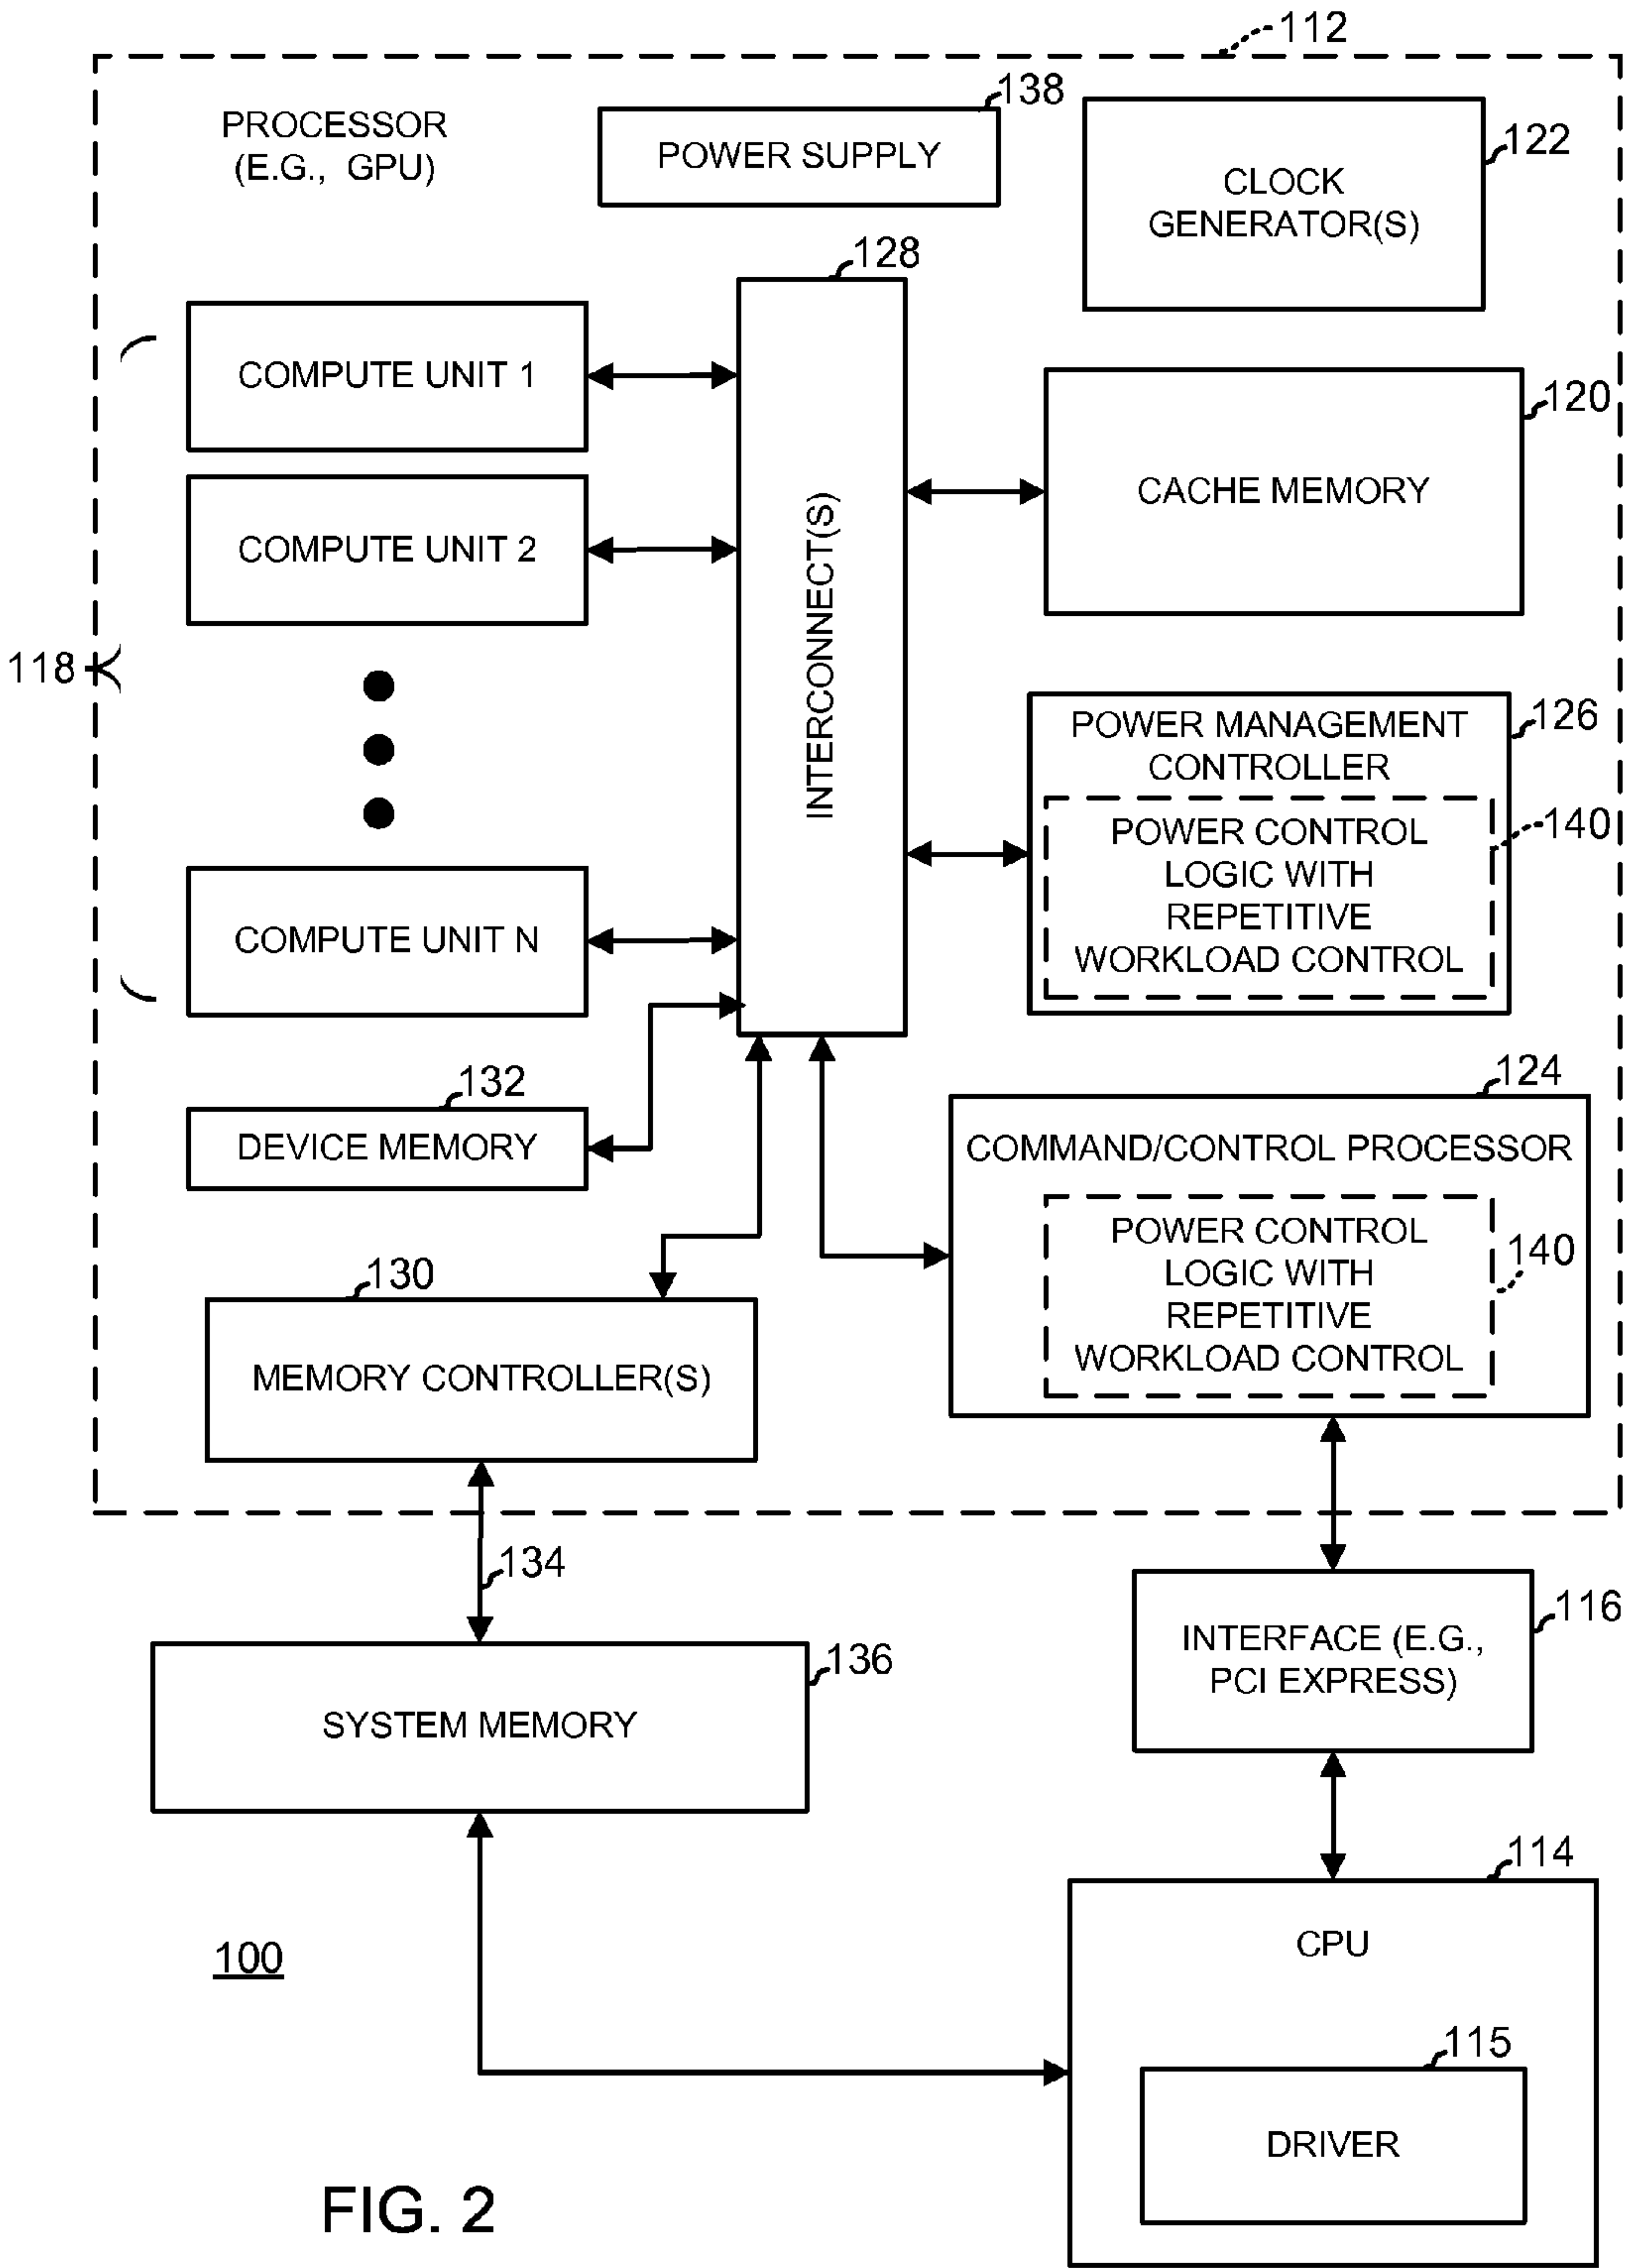 112
PROCESSOR
(E.G., GPU)
138
POWER SUPPLY
122
CLOCK
GENERATOR(S)
128
INTERCONNECT(S)
118
COMPUTE UNIT 1
COMPUTE UNIT 2
COMPUTE UNIT N
120
CACHE MEMORY
126
POWER MANAGEMENT
CONTROLLER
140
POWER CONTROL
LOGIC WITH
REPETITIVE
WORKLOAD CONTROL
132
DEVICE MEMORY
124
COMMAND/CONTROL PROCESSOR
140
POWER CONTROL
LOGIC WITH
REPETITIVE
WORKLOAD CONTROL
130
MEMORY CONTROLLER(S)
134
136
SYSTEM MEMORY
116
INTERFACE (E.G.,
PCI EXPRESS)
114
CPU
115
DRIVER
100
FIG. 2